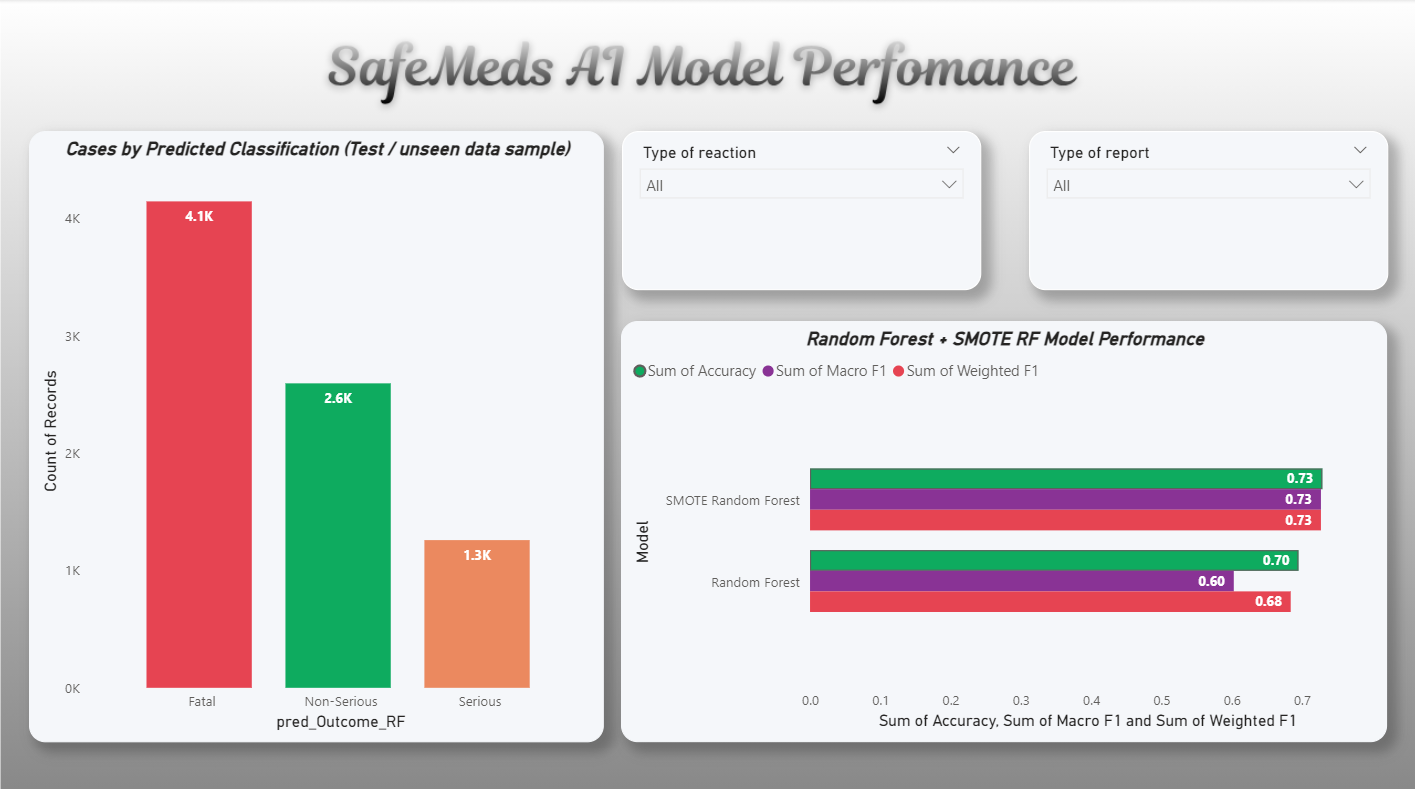 SafeMeds AI Model Perfomance
Cases by Predicted Classification (Test / unseen data sample)
Count of Records
4K
3K
2K
1K
0K
4.1K
2.6K
1.3K
Fatal
Non-Serious
Serious
pred_Outcome_RF
Type of reaction
All
Type of report
All
Random Forest + SMOTE RF Model Performance
Sum of Accuracy
Sum of Macro F1
Sum of Weighted F1
Model
SMOTE Random Forest
0.73
0.73
0.73
Random Forest
0.70
0.60
0.68
0.0
0.1
0.2
0.3
0.4
0.5
0.6
0.7
Sum of Accuracy, Sum of Macro F1 and Sum of Weighted F1